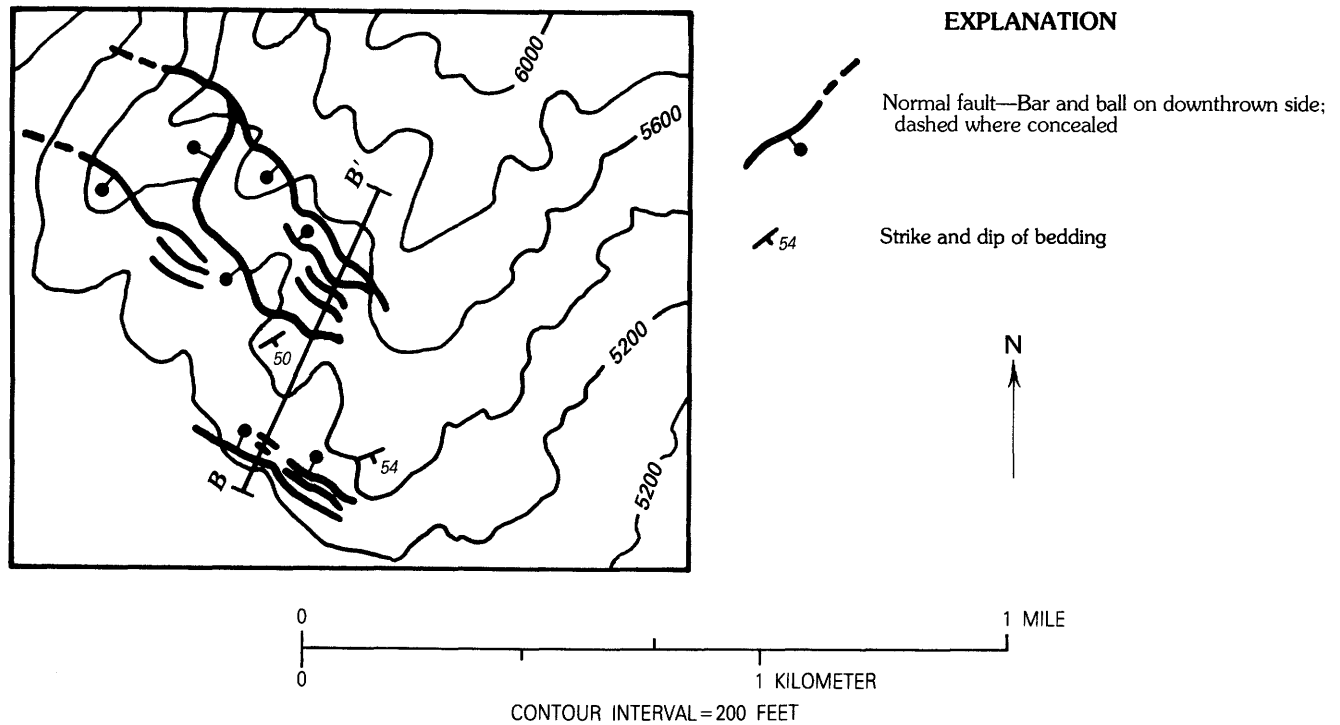 6000
5600
B'
5200
50
54
B
5200
EXPLANATION
Normal fault—Bar and ball on downthrown side;
dashed where concealed
54
Strike and dip of bedding
N
0
1 MILE
0
1 KILOMETER
CONTOUR INTERVAL=200 FEET